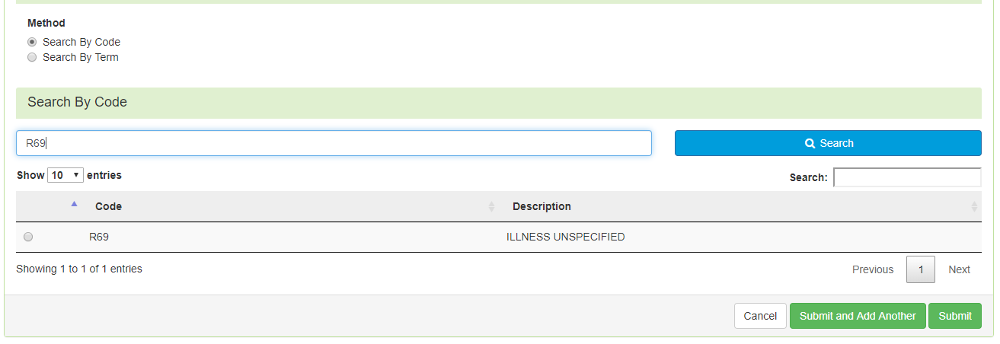 Method
Search By Code
Search By Term
Search By Code
R69
Search
Show 10 entries
Search:
Code Description
R69 ILLNESS UNSPECIFIED
Showing 1 to 1 of 1 entries
Previous 1 Next
Cancel Submit and Add Another Submit